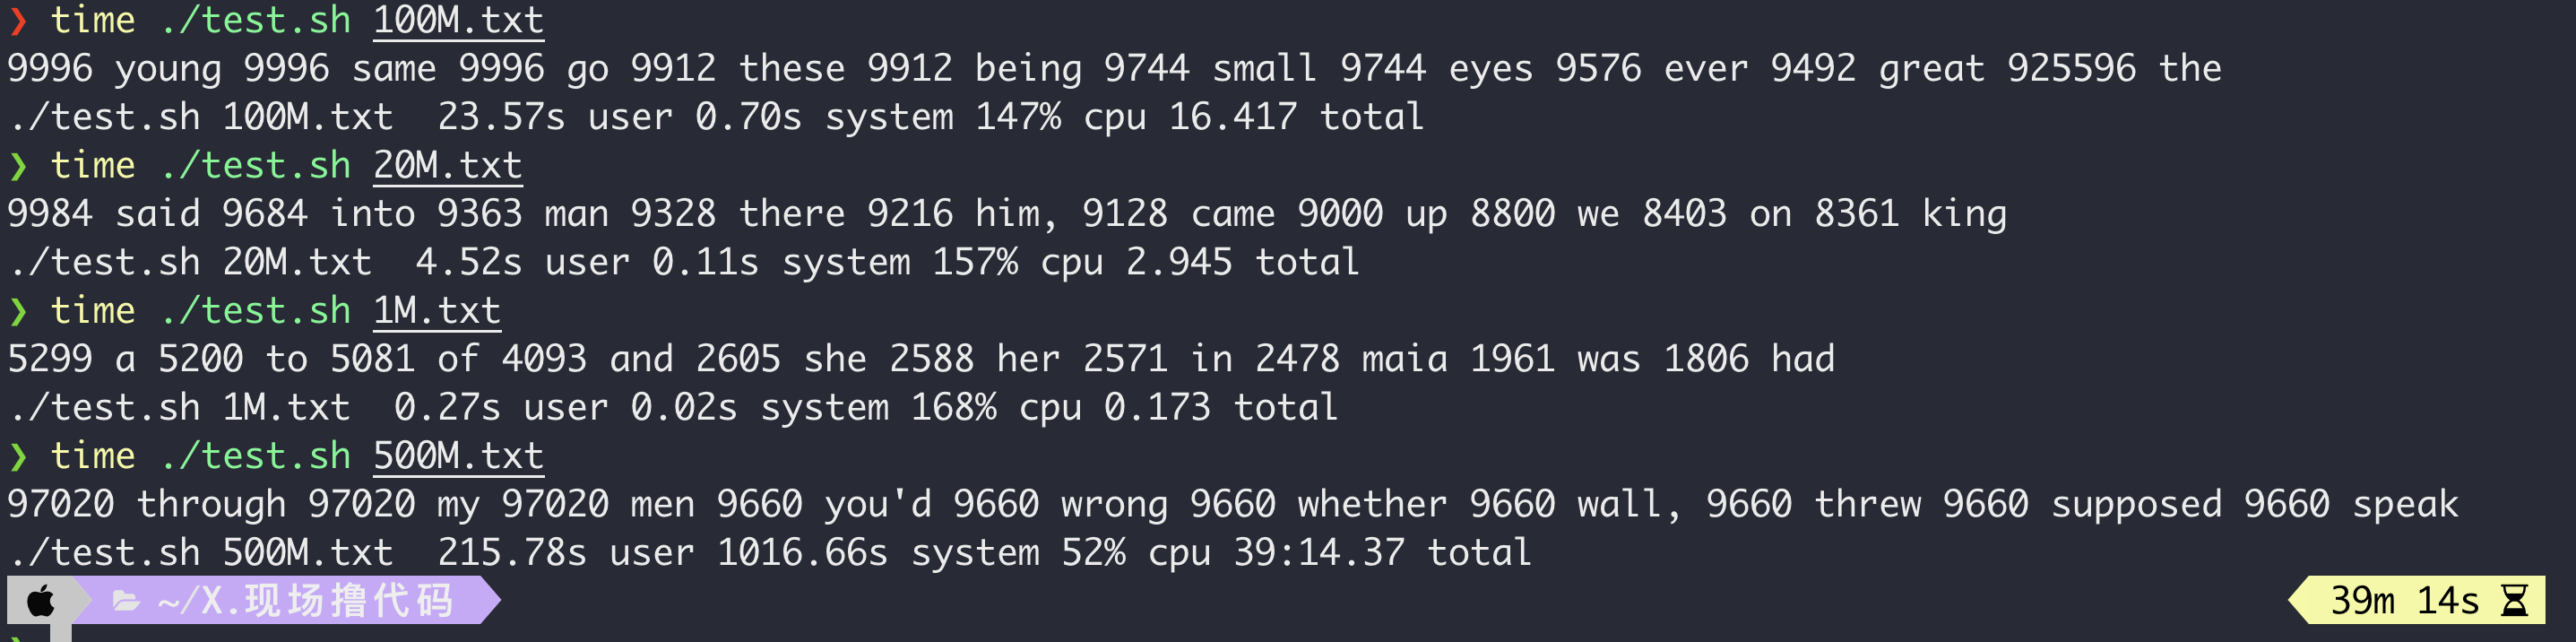 ❯ time ./test.sh 100M.txt
9996 young 9996 same 9996 go 9912 these 9912 being 9744 small 9744 eyes 9576 ever 9492 great 925596 the
./test.sh 100M.txt  23.57s user 0.70s system 147% cpu 16.417 total
❯ time ./test.sh 20M.txt
9984 said 9684 into 9363 man 9328 there 9216 him, 9128 came 9000 up 8800 we 8403 on 8361 king
./test.sh 20M.txt  4.52s user 0.11s system 157% cpu 2.945 total
❯ time ./test.sh 1M.txt
5299 a 5200 to 5081 of 4093 and 2605 she 2588 her 2571 in 2478 maia 1961 was 1806 had
./test.sh 1M.txt  0.27s user 0.02s system 168% cpu 0.173 total
❯ time ./test.sh 500M.txt
97020 through 97020 my 97020 men 9660 you'd 9660 wrong 9660 whether 9660 wall, 9660 threw 9660 supposed 9660 speak
./test.sh 500M.txt  215.78s user 1016.66s system 52% cpu 39:14.37 total
~/X.现场撸代码 39m 14s